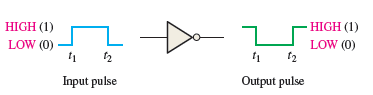 HIGH (1)
LOW (0)
t1 t2
Input pulse
HIGH (1)
LOW (0)
t1 t2
Output pulse